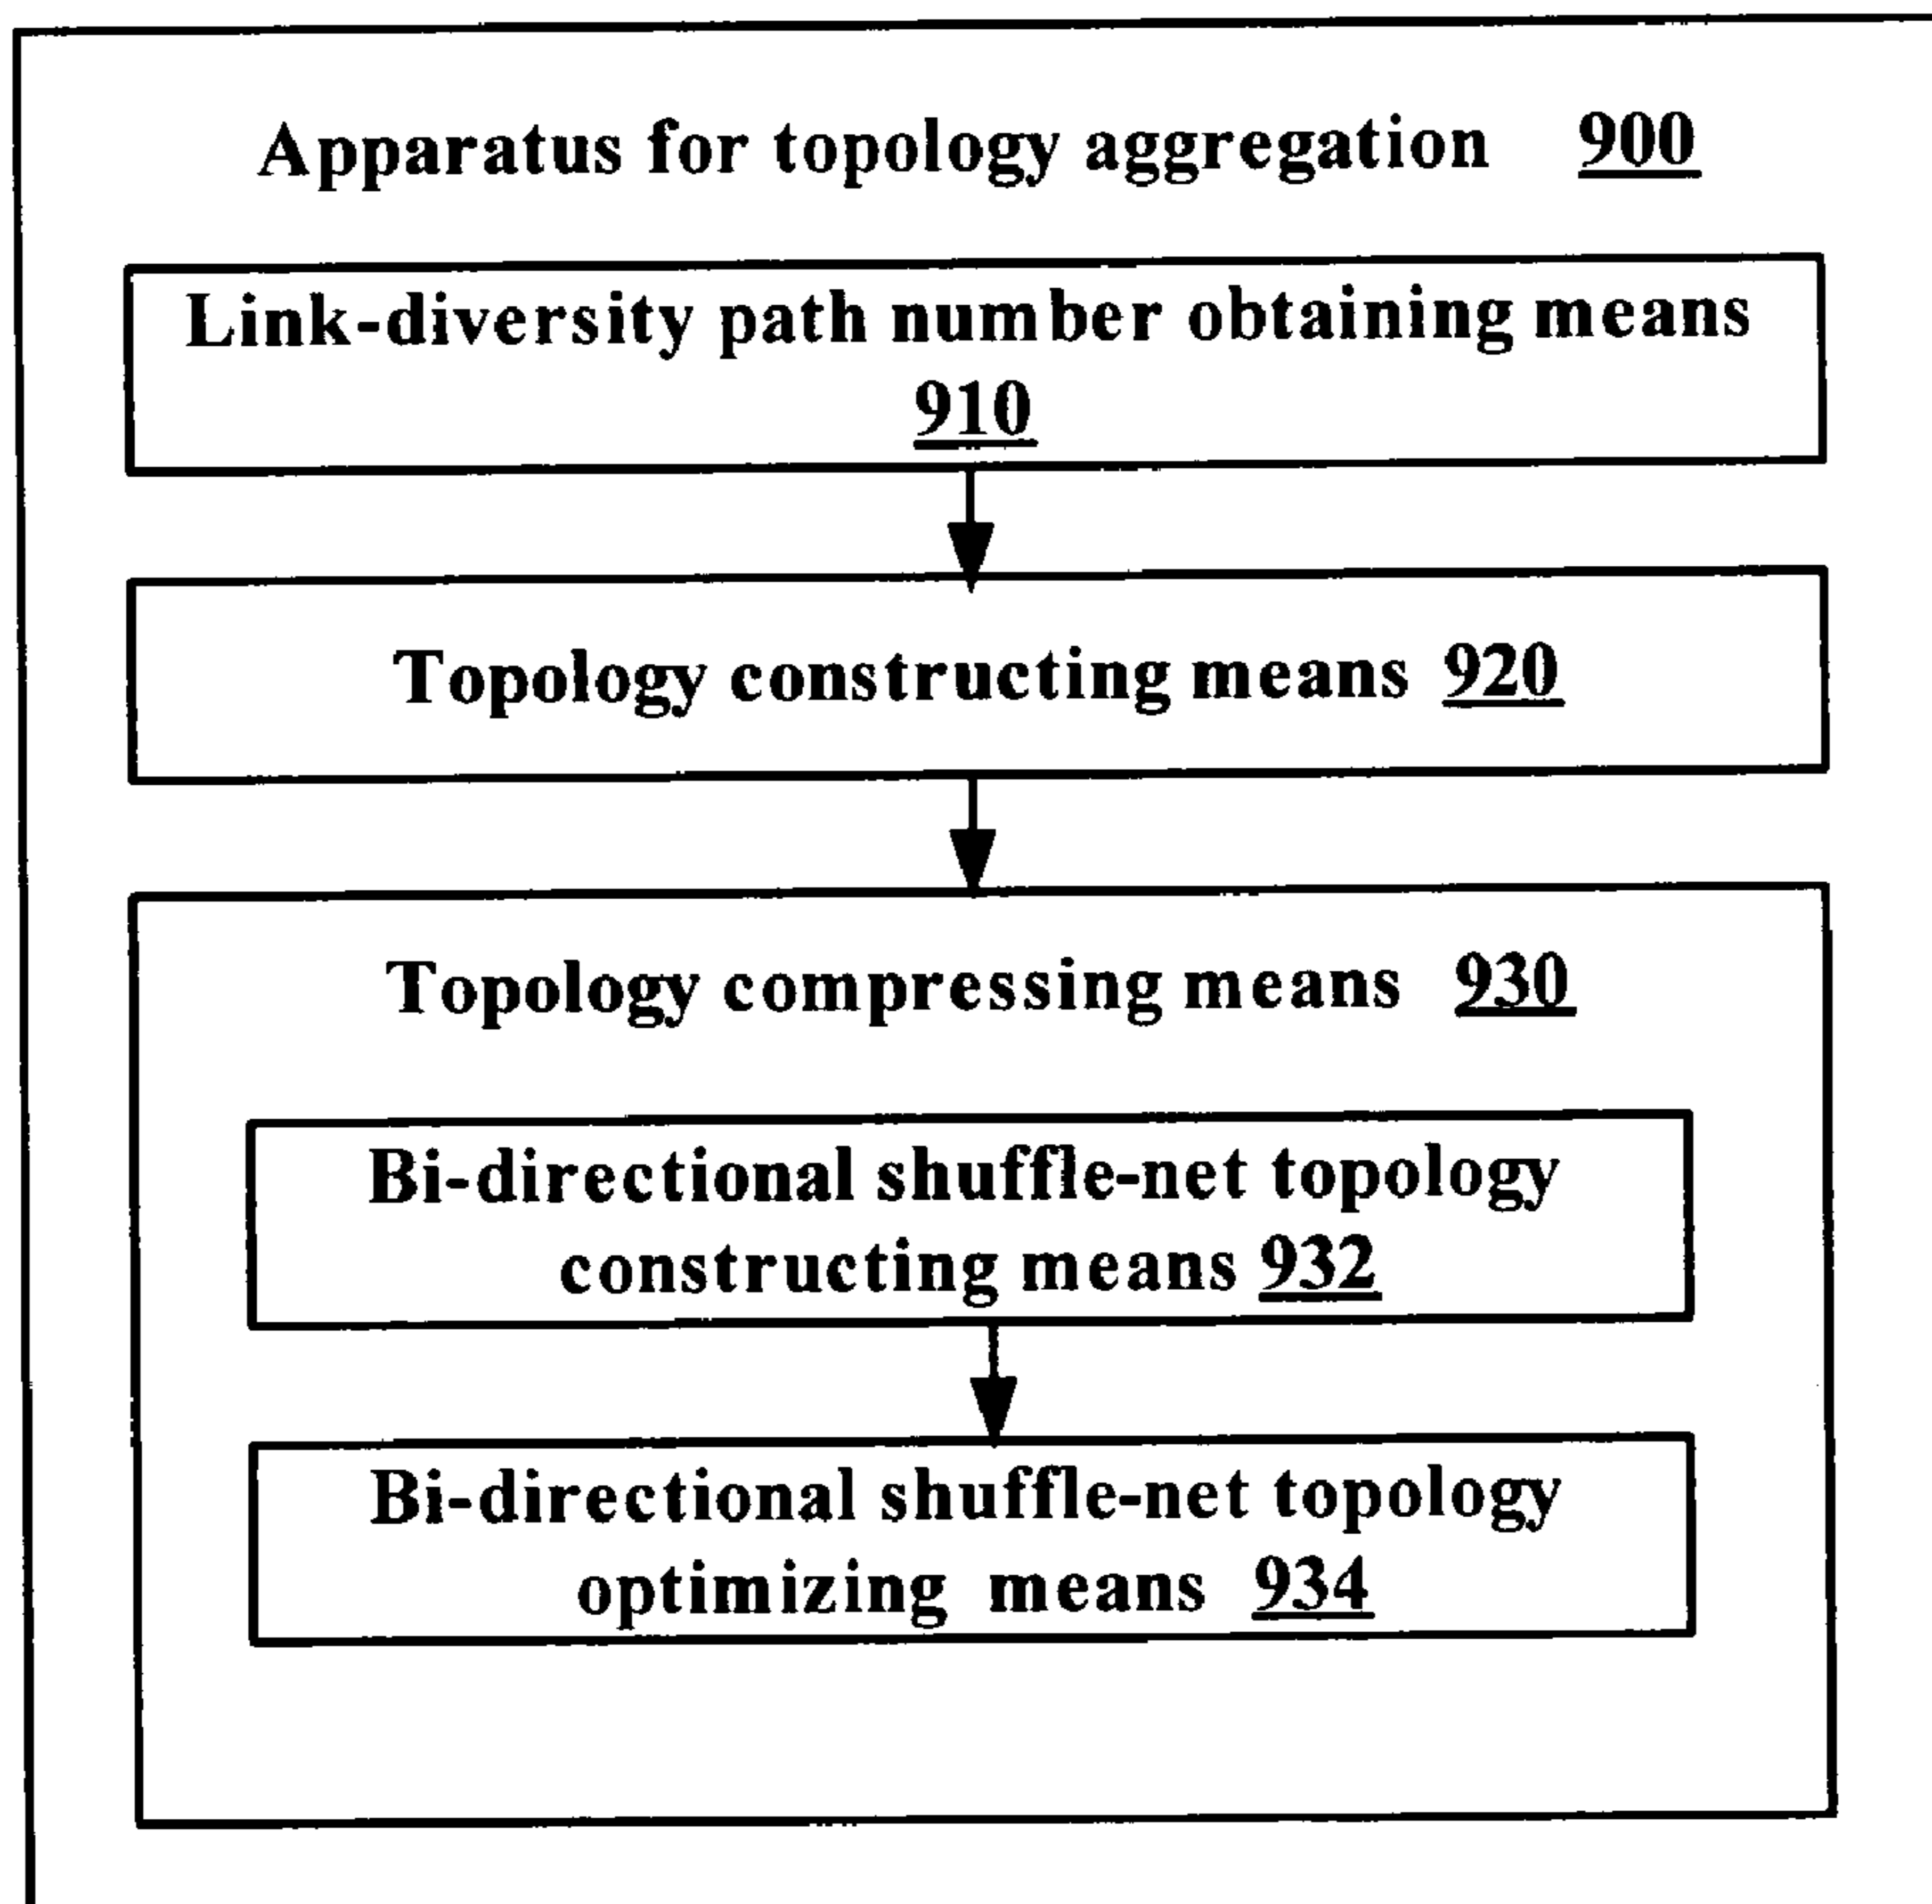 Apparatus for topology aggregation 900
Link-diversity path number obtaining means
910
Topology constructing means 920
Topology compressing means 930
Bi-directional shuffle-net topology
constructing means 932
Bi-directional shuffle-net topology
optimizing means 934